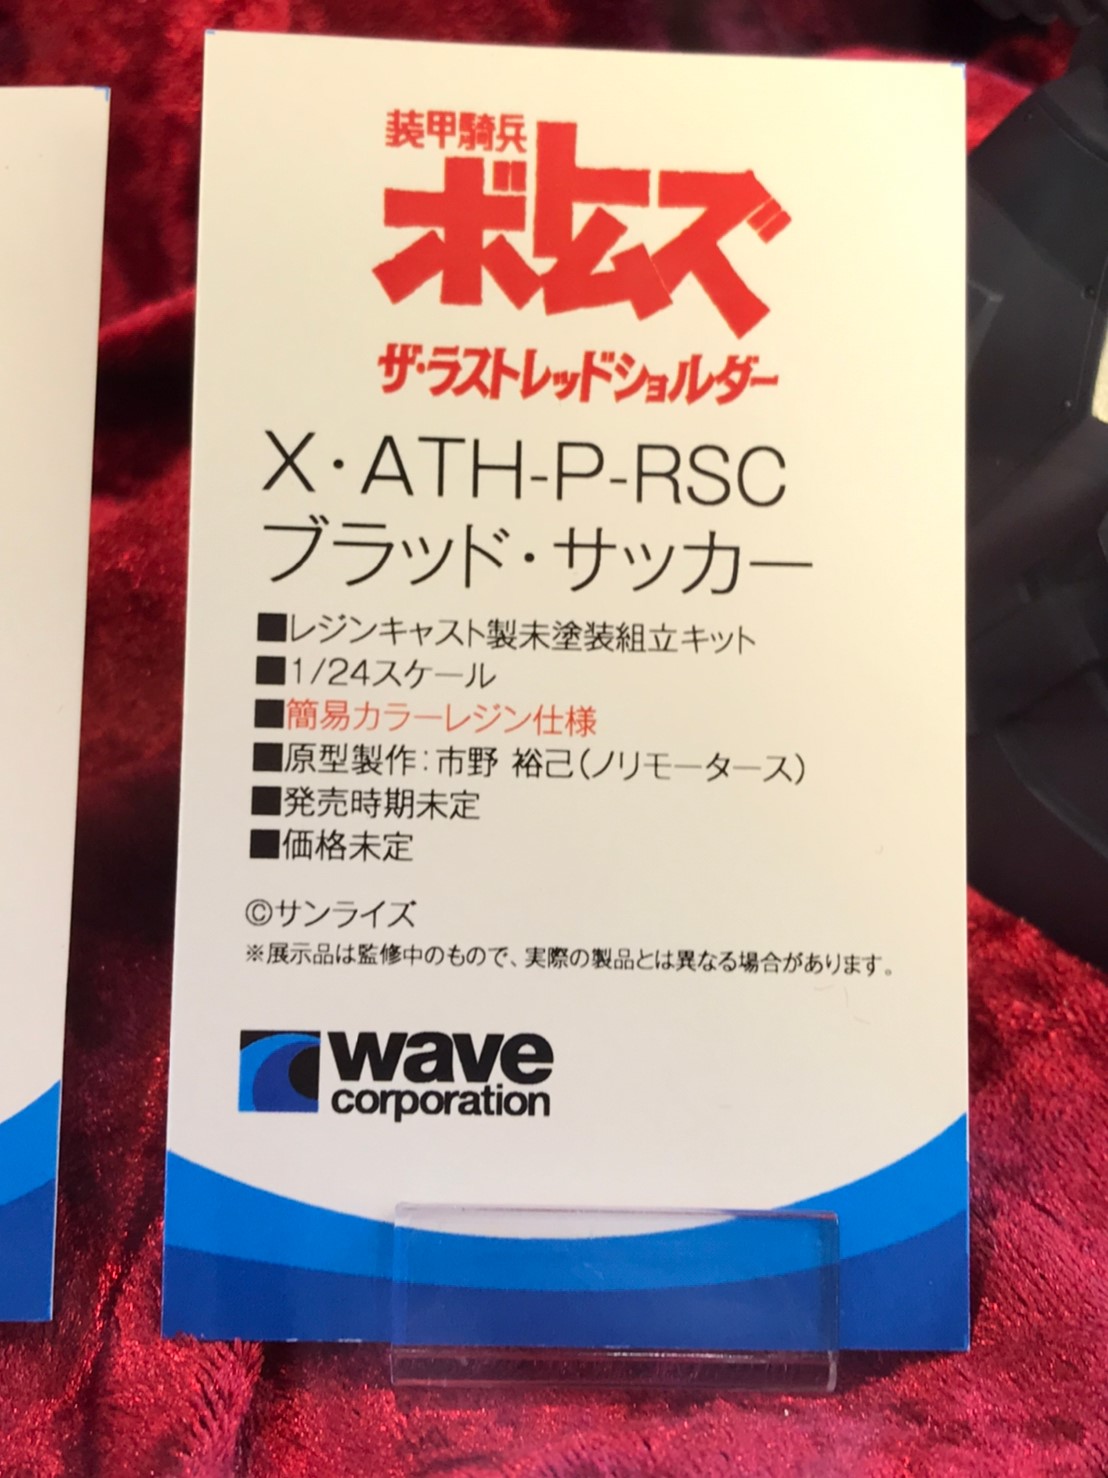 装甲騎兵
ボトムズ
ザ・ラストレッドショルダー
X・ATH-P-RSC
ブラッド・サッカー
■レジンキャスト製未塗装組立キット
■1/24スケール
■簡易カラーレジン仕様
■原型製作：市野 裕己（ノリモータース）
■発売時期未定
■価格未定
©サンライズ
※展示品は監修中のもので、実際の製品とは異なる場合があります。
wave
corporation